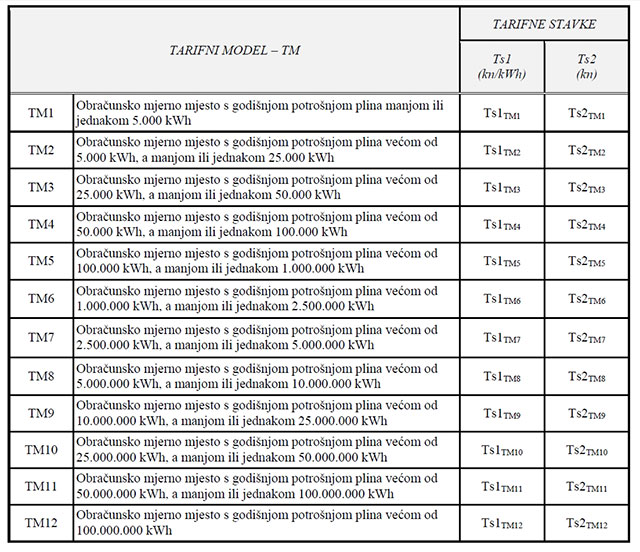 TARIFNI MODEL – TM
TARIFNE STAVKE
Ts1
(kn/kWh)
Ts2
(kn)
TM1
Obračunsko mjerno mjesto s godišnjom potrošnjom plina manjom ili
jednakom 5.000 kWh
Ts1TM1
Ts2TM1
TM2
Obračunsko mjerno mjesto s godišnjom potrošnjom plina većom od
5.000 kWh, a manjom ili jednakom 25.000 kWh
Ts1TM2
Ts2TM2
TM3
Obračunsko mjerno mjesto s godišnjom potrošnjom plina većom od
25.000 kWh, a manjom ili jednakom 50.000 kWh
Ts1TM3
Ts2TM3
TM4
Obračunsko mjerno mjesto s godišnjom potrošnjom plina većom od
50.000 kWh, a manjom ili jednakom 100.000 kWh
Ts1TM4
Ts2TM4
TM5
Obračunsko mjerno mjesto s godišnjom potrošnjom plina većom od
100.000 kWh, a manjom ili jednakom 1.000.000 kWh
Ts1TM5
Ts2TM5
TM6
Obračunsko mjerno mjesto s godišnjom potrošnjom plina većom od
1.000.000 kWh, a manjom ili jednakom 2.500.000 kWh
Ts1TM6
Ts2TM6
TM7
Obračunsko mjerno mjesto s godišnjom potrošnjom plina većom od
2.500.000 kWh, a manjom ili jednakom 5.000.000 kWh
Ts1TM7
Ts2TM7
TM8
Obračunsko mjerno mjesto s godišnjom potrošnjom plina većom od
5.000.000 kWh, a manjom ili jednakom 10.000.000 kWh
Ts1TM8
Ts2TM8
TM9
Obračunsko mjerno mjesto s godišnjom potrošnjom plina većom od
10.000.000 kWh, a manjom ili jednakom 25.000.000 kWh
Ts1TM9
Ts2TM9
TM10
Obračunsko mjerno mjesto s godišnjom potrošnjom plina većom od
25.000.000 kWh, a manjom ili jednakom 50.000.000 kWh
Ts1TM10
Ts2TM10
TM11
Obračunsko mjerno mjesto s godišnjom potrošnjom plina većom od
50.000.000 kWh, a manjom ili jednakom 100.000.000 kWh
Ts1TM11
Ts2TM11
TM12
Obračunsko mjerno mjesto s godišnjom potrošnjom plina većom od
100.000.000 kWh
Ts1TM12
Ts2TM12